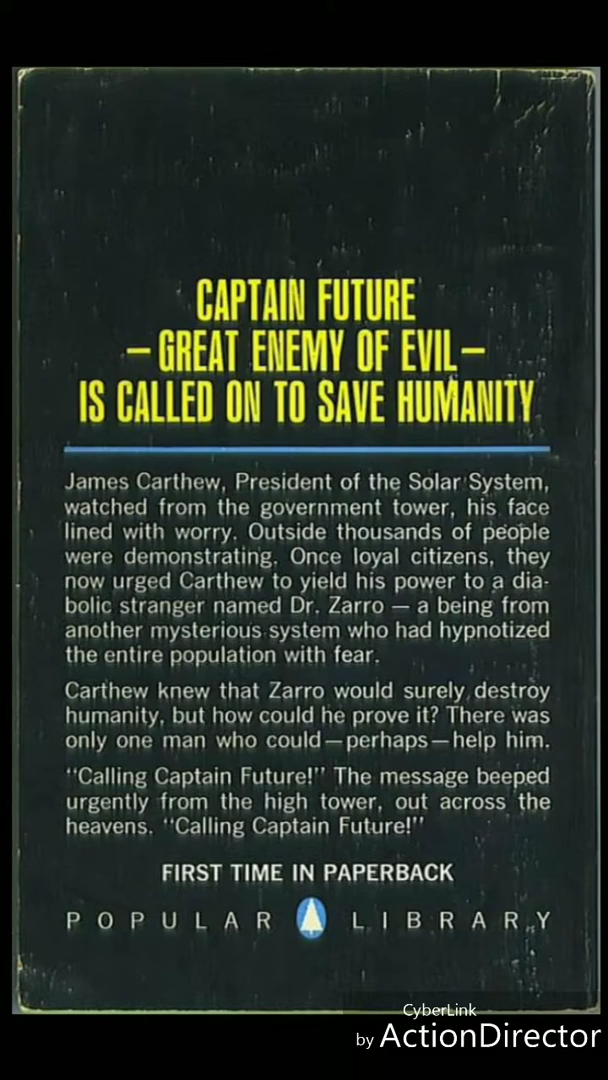 CAPTAIN FUTURE
– GREAT ENEMY OF EVIL –
IS CALLED ON TO SAVE HUMANITY
James Carthew, President of the Solar System,
watched from the government tower, his face
lined with worry. Outside thousands of people
were demonstrating. Once loyal citizens, they
now urged Carthew to yield his power to a dia-
bolic stranger named Dr. Zarro — a being from
another mysterious system who had hypnotized
the entire population with fear.
Carthew knew that Zarro would surely destroy
humanity, but how could he prove it? There was
only one man who could—perhaps—help him.
"Calling Captain Future!" The message beeped
urgently from the high tower, out across the
heavens. "Calling Captain Future!"
FIRST TIME IN PAPERBACK
POPULAR LIBRARY
CyberLink
by ActionDirector